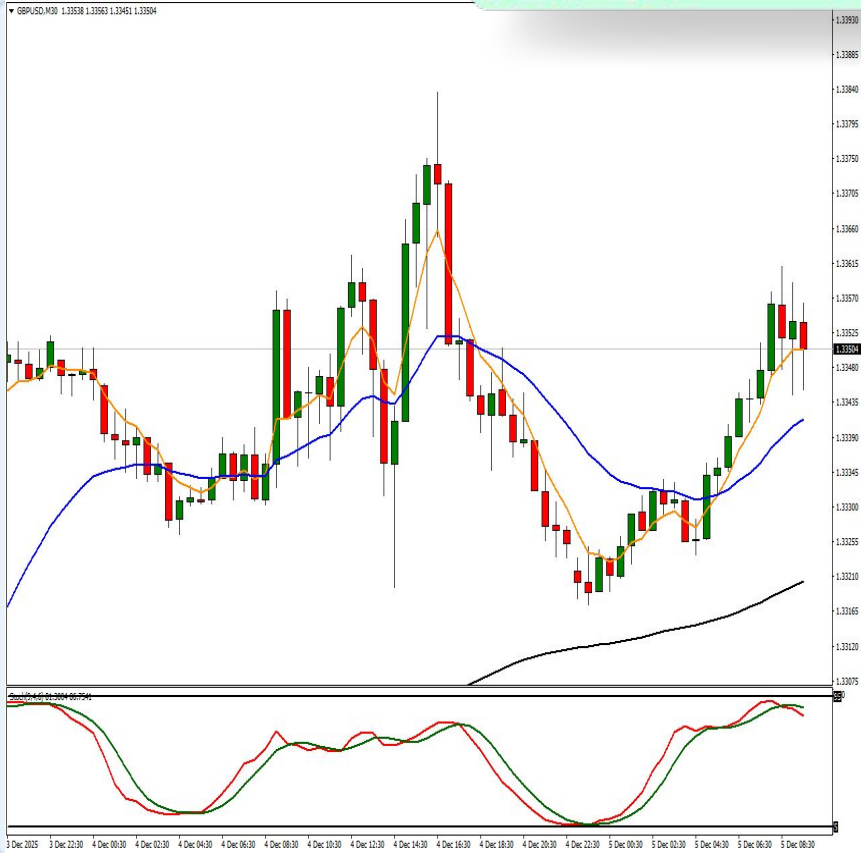 GBPUSD,M30 1.33538 1.33563 1.33451 1.33504
1.33930
1.33885
1.33840
1.33795
1.33750
1.33705
1.33660
1.33615
1.33570
1.33525
1.33504
1.33480
1.33435
1.33390
1.33345
1.33300
1.33255
1.33210
1.33165
1.33120
1.33075
3 Dec 2025
3 Dec 22:30
4 Dec 00:30
4 Dec 02:30
4 Dec 04:30
4 Dec 06:30
4 Dec 08:30
4 Dec 10:30
4 Dec 12:30
4 Dec 14:30
4 Dec 16:30
4 Dec 18:30
4 Dec 20:30
4 Dec 22:30
5 Dec 00:30
5 Dec 02:30
5 Dec 04:30
5 Dec 06:30
5 Dec 08:30